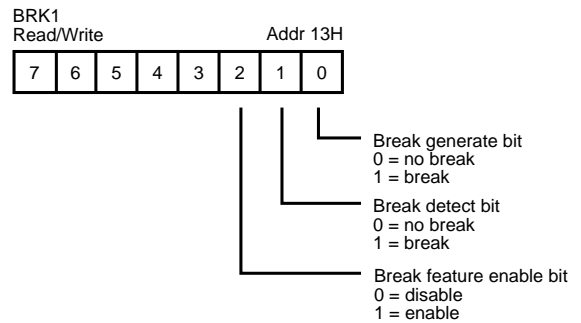 BRK1
Read/Write Addr 13H
7 6 5 4 3 2 1 0
Break generate bit
0 = no break
1 = break
Break detect bit
0 = no break
1 = break
Break feature enable bit
0 = disable
1 = enable